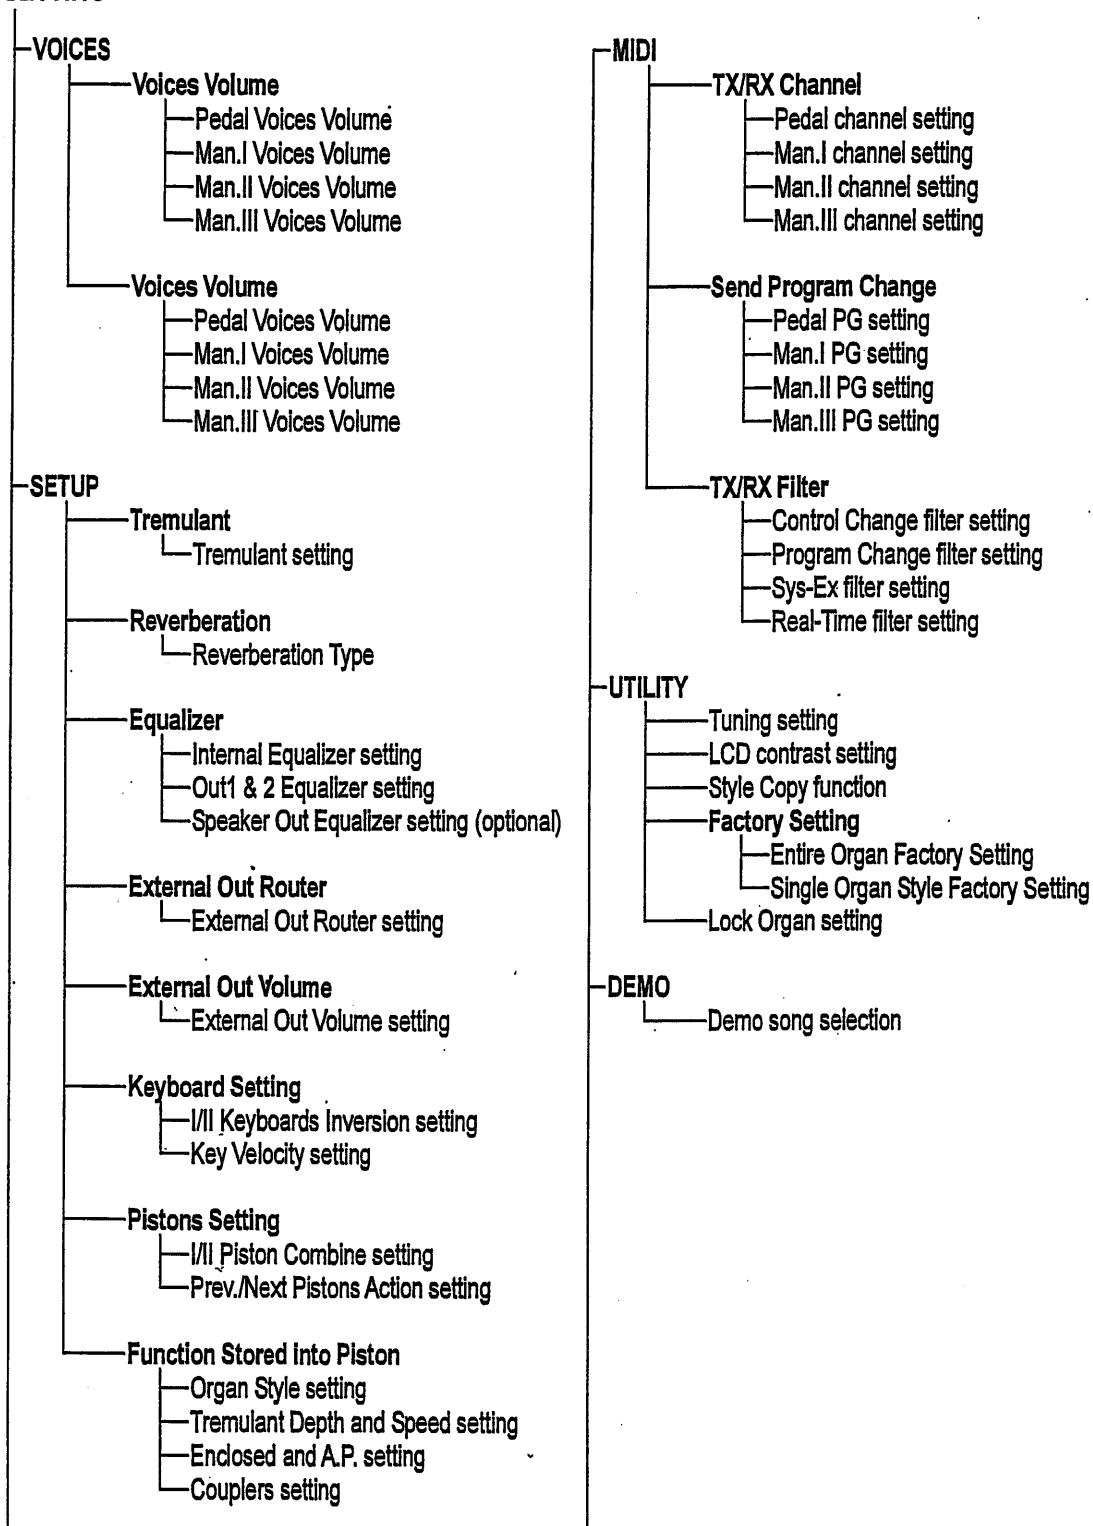 VOICES
Voices Volume
Pedal Voices Volume
Man.I Voices Volume
Man.II Voices Volume
Man.III Voices Volume
Voices Volume
Pedal Voices Volume
Man.I Voices Volume
Man.II Voices Volume
Man.III Voices Volume
SETUP
Tremulant
Tremulant setting
Reverberation
Reverberation Type
Equalizer
Internal Equalizer setting
Out1 & 2 Equalizer setting
Speaker Out Equalizer setting (optional)
External Out Router
External Out Router setting
External Out Volume
External Out Volume setting
Keyboard Setting
I/II Keyboards Inversion setting
Key Velocity setting
Pistons Setting
I/II Piston Combine setting
Prev./Next Pistons Action setting
Function Stored into Piston
Organ Style setting
Tremulant Depth and Speed setting
Enclosed and A.P. setting
Couplers setting
MIDI
TX/RX Channel
Pedal channel setting
Man.I channel setting
Man.II channel setting
Man.III channel setting
Send Program Change
Pedal PG setting
Man.I PG setting
Man.II PG setting
Man.III PG setting
TX/RX Filter
Control Change filter setting
Program Change filter setting
Sys-Ex filter setting
Real-Time filter setting
UTILITY
Tuning setting
LCD contrast setting
Style Copy function
Factory Setting
Entire Organ Factory Setting
Single Organ Style Factory Setting
Lock Organ setting
DEMO
Demo song selection